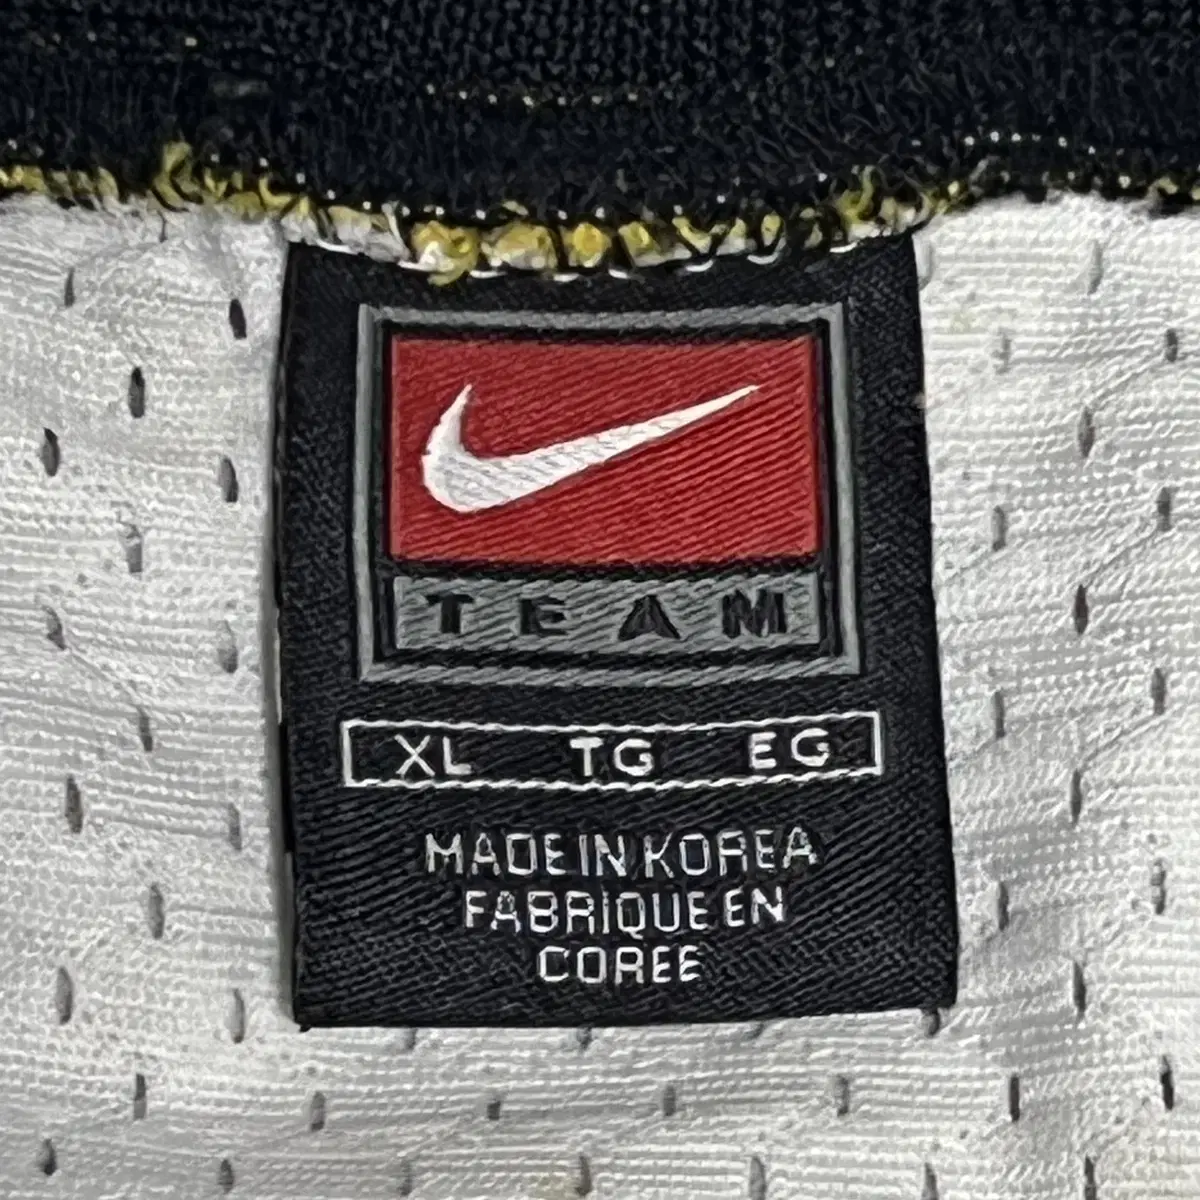 TEAM
XL TG EG
MADE IN KOREA
FABRIQUE EN
COREE